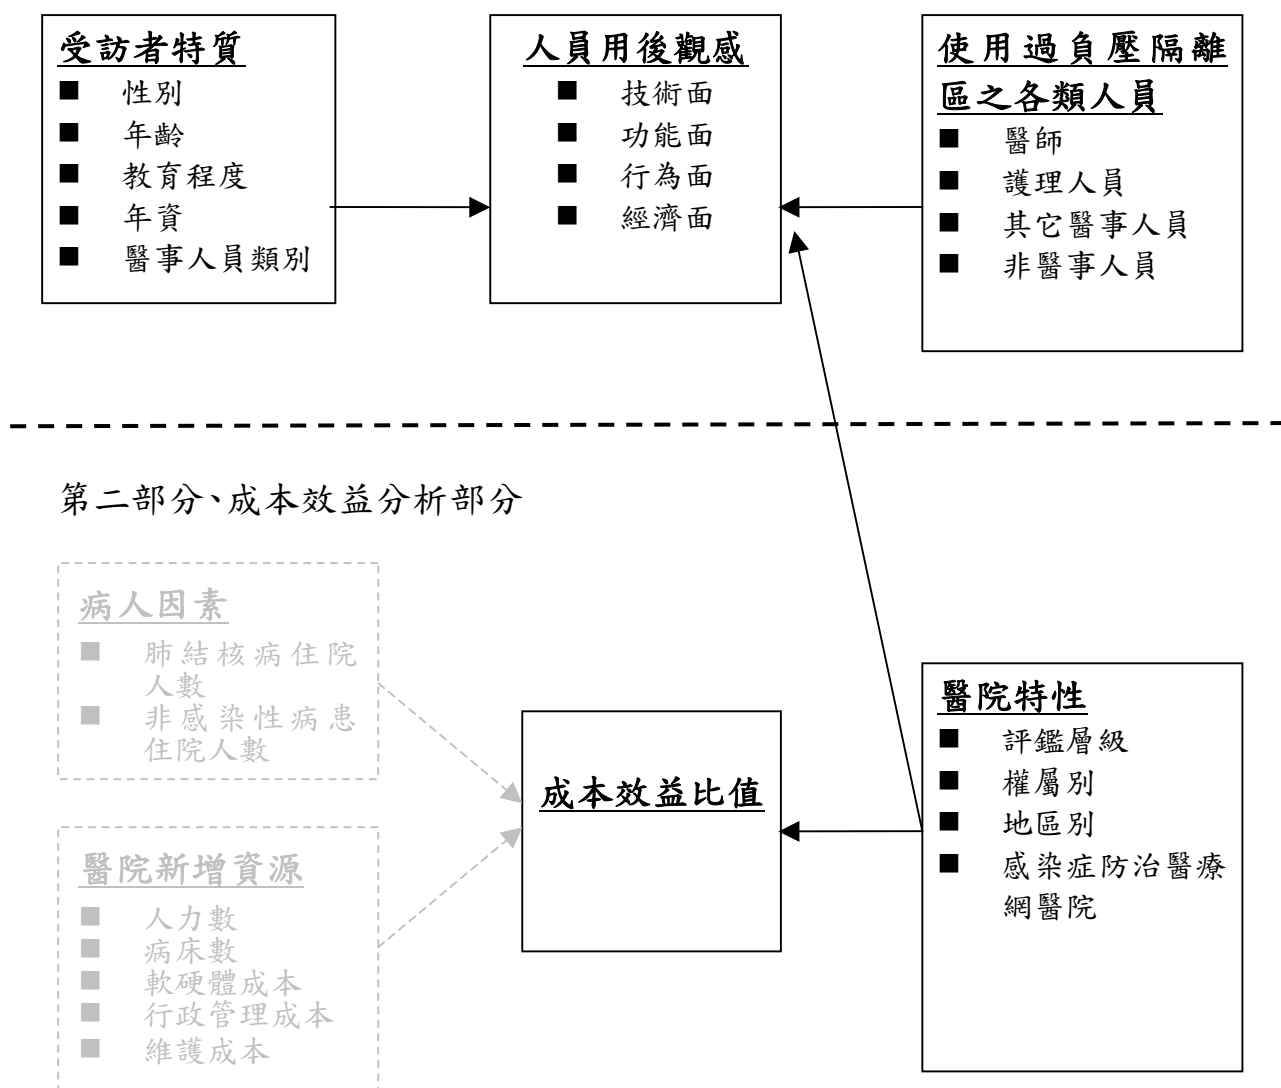 受訪者特質
■ 性別
■ 年齡
■ 教育程度
■ 年資
■ 醫事人員類別
人員用後觀感
■ 技術面
■ 功能面
■ 行為面
■ 經濟面
使用過負壓隔離
區之各類人員
■ 醫師
■ 護理人員
■ 其它醫事人員
■ 非醫事人員
第二部分、成本效益分析部分
病人因素
■ 肺結核病住院
人數
■ 非感染性病患
住院人數
醫院新增資源
■ 人力數
■ 病床數
■ 軟硬體成本
■ 行政管理成本
■ 維護成本
成本效益比值
醫院特性
■ 評鑑層級
■ 權屬別
■ 地區別
■ 感染症防治醫療
網醫院